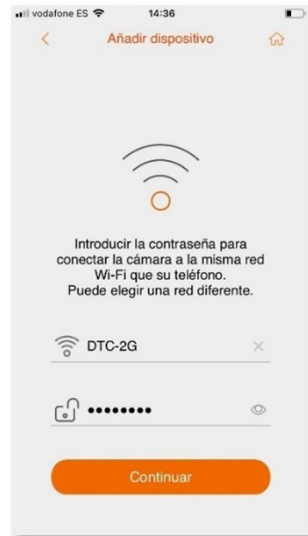 vodafone ES 14:36
Añadir dispositivo
Introducir la contraseña para
conectar la cámara a la misma red
Wi-Fi que su teléfono.
Puede elegir una red diferente.
DTC-2G
••••••••
Continuar